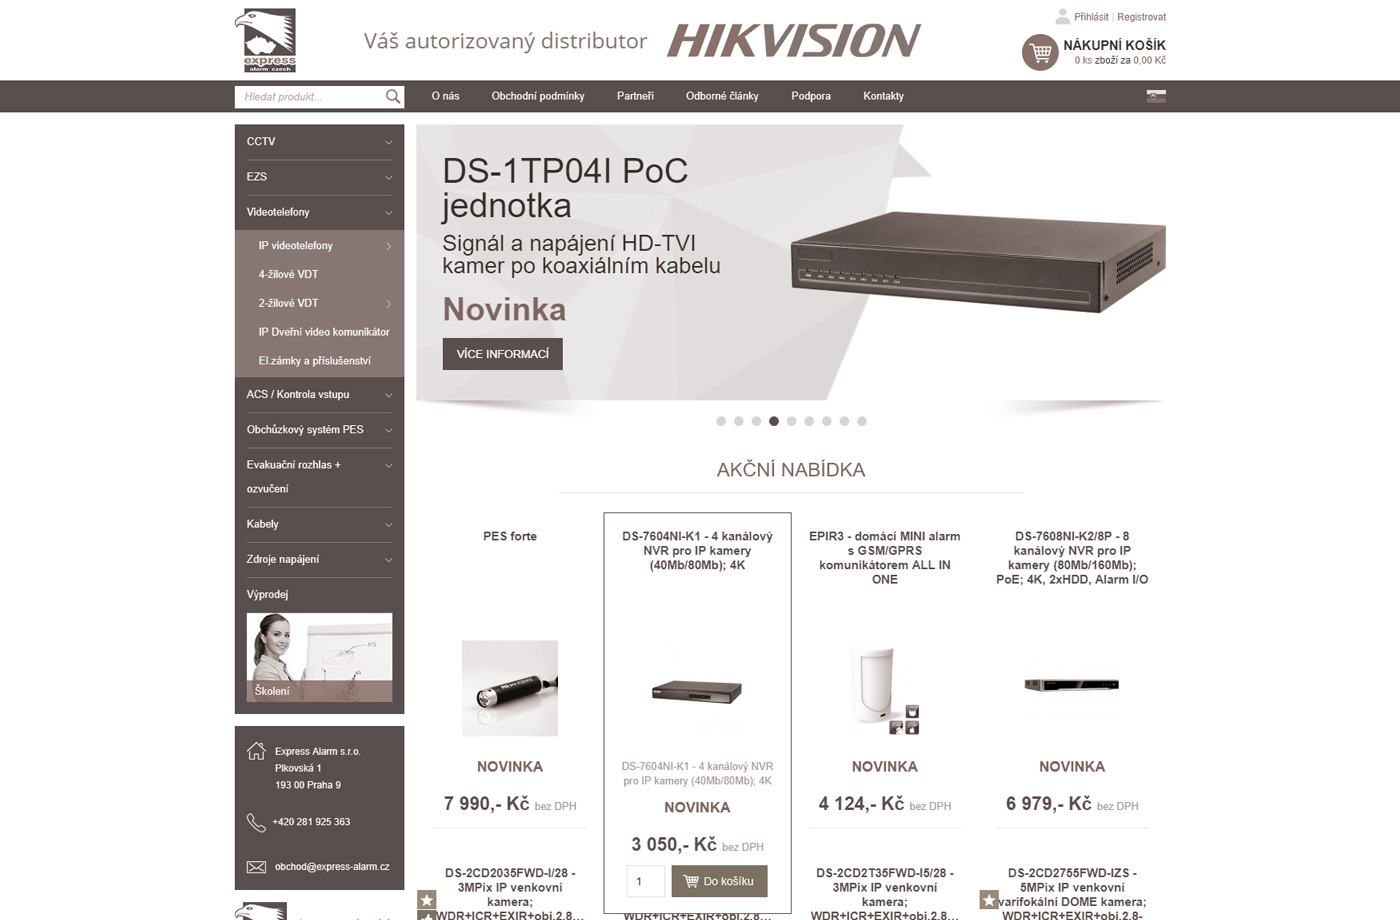 express
alarm czech
Váš autorizovaný distributor
HIKVISION
Přihlásit | Registrovat
NÁKUPNÍ KOŠÍK
0 ks zboží za 0,00 Kč
Hledat produkt...
O nás
Obchodní podmínky
Partneři
Odborné články
Podpora
Kontakty
CCTV
EZS
Videotelefony
IP videotelefony
4-žilové VDT
2-žilové VDT
IP Dveřní video komunikátor
El.zámky a příslušenství
ACS / Kontrola vstupu
Obchůzkový systém PES
Evakuační rozhlas +
ozvučení
Kabely
Zdroje napájení
Výprodej
Školení
Express Alarm s.r.o.
Plkovská 1
193 00 Praha 9
+420 281 925 363
obchod@express-alarm.cz
DS-1TP04I PoC
jednotka
Signál a napájení HD-TVI
kamer po koaxiálním kabelu
Novinka
VÍCE INFORMACÍ
AKČNÍ NABÍDKA
PES forte
NOVINKA
7 990,- Kč bez DPH
DS-7604NI-K1 - 4 kanálový
NVR pro IP kamery
(40Mb/80Mb); 4K
DS-7604NI-K1 - 4 kanálový NVR
pro IP kamery (40Mb/80Mb); 4K
NOVINKA
3 050,- Kč bez DPH
1
Do košíku
EPIR3 - domácí MINI alarm
s GSM/GPRS
komunikátorem ALL IN
ONE
NOVINKA
4 124,- Kč bez DPH
DS-7608NI-K2/8P - 8
kanálový NVR pro IP
kamery (80Mb/160Mb);
PoE; 4K, 2xHDD, Alarm I/O
NOVINKA
6 979,- Kč bez DPH
DS-2CD2035FWD-I/28 -
3MPix IP venkovní
kamera;
WDR+ICR+EXIR+obj.2,8...
DS-2CD2T35FWD-I5/28 -
3MPix IP venkovní
kamera;
WDR+ICR+EXIR+obj.2,8...
DS-2CD2755FWD-IZS -
5MPix IP venkovní
varifokální DOME kamera;
WDR+ICR+EXIR+obj.2,8-
express